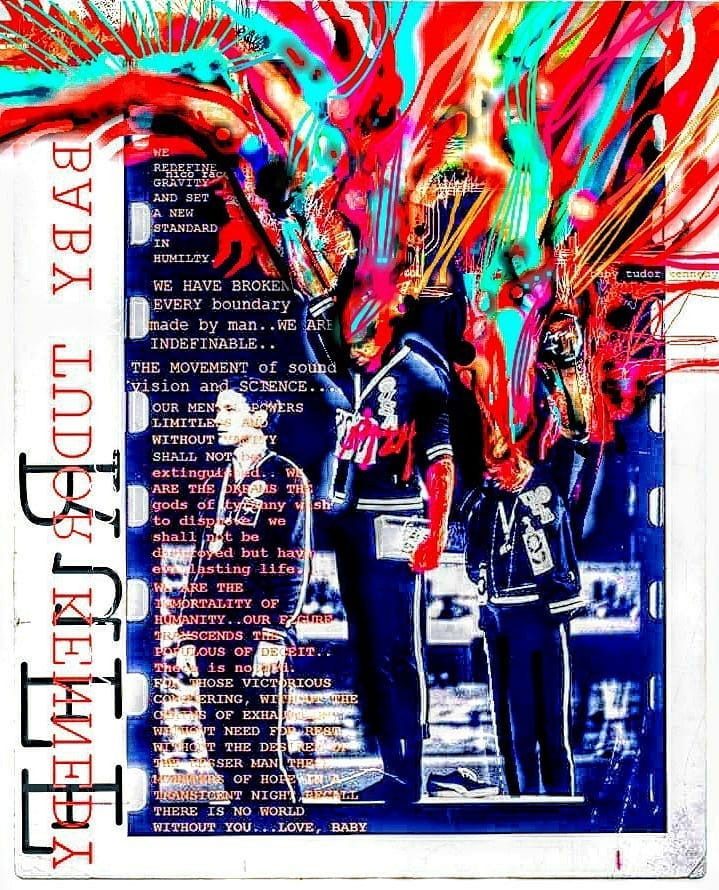 BABY TUDOR KENNEDY
WE
REDEFINE
GRAVITY
AND SET
A NEW
STANDARD
IN
HUMILTY.
nico
baby tudor kennedy
WE HAVE BROKEN
EVERY boundary
made by man..WE ARE
INDEFINABLE..
THE MOVEMENT of sound
vision and SCIENCE...
OUR MENTAL POWERS
LIMITLESS AND
WITHOUT
SHALL NOT be
extinguished.. WE
ARE THE DREAMS THE
gods of tyranny wish
to disprove. we
shall not be
destroyed but have
everlasting life.
WE ARE THE
IMMORTALITY OF
HUMANITY..OUR FIGURE
TRANSCENDS THE
POPULOUS OF DECEIT..
There is no
FOR THOSE VICTORIOUS
CONQUERING, WITHOUT THE
OF
WITHOUT NEED FOR REST
WITHOUT THE DESIRES OF
THE LESSER MAN THESE
OF HOPE IN A
TRANSICENT NIGHT RECALL
THERE IS NO WORLD
WITHOUT YOU...LOVE, BABY